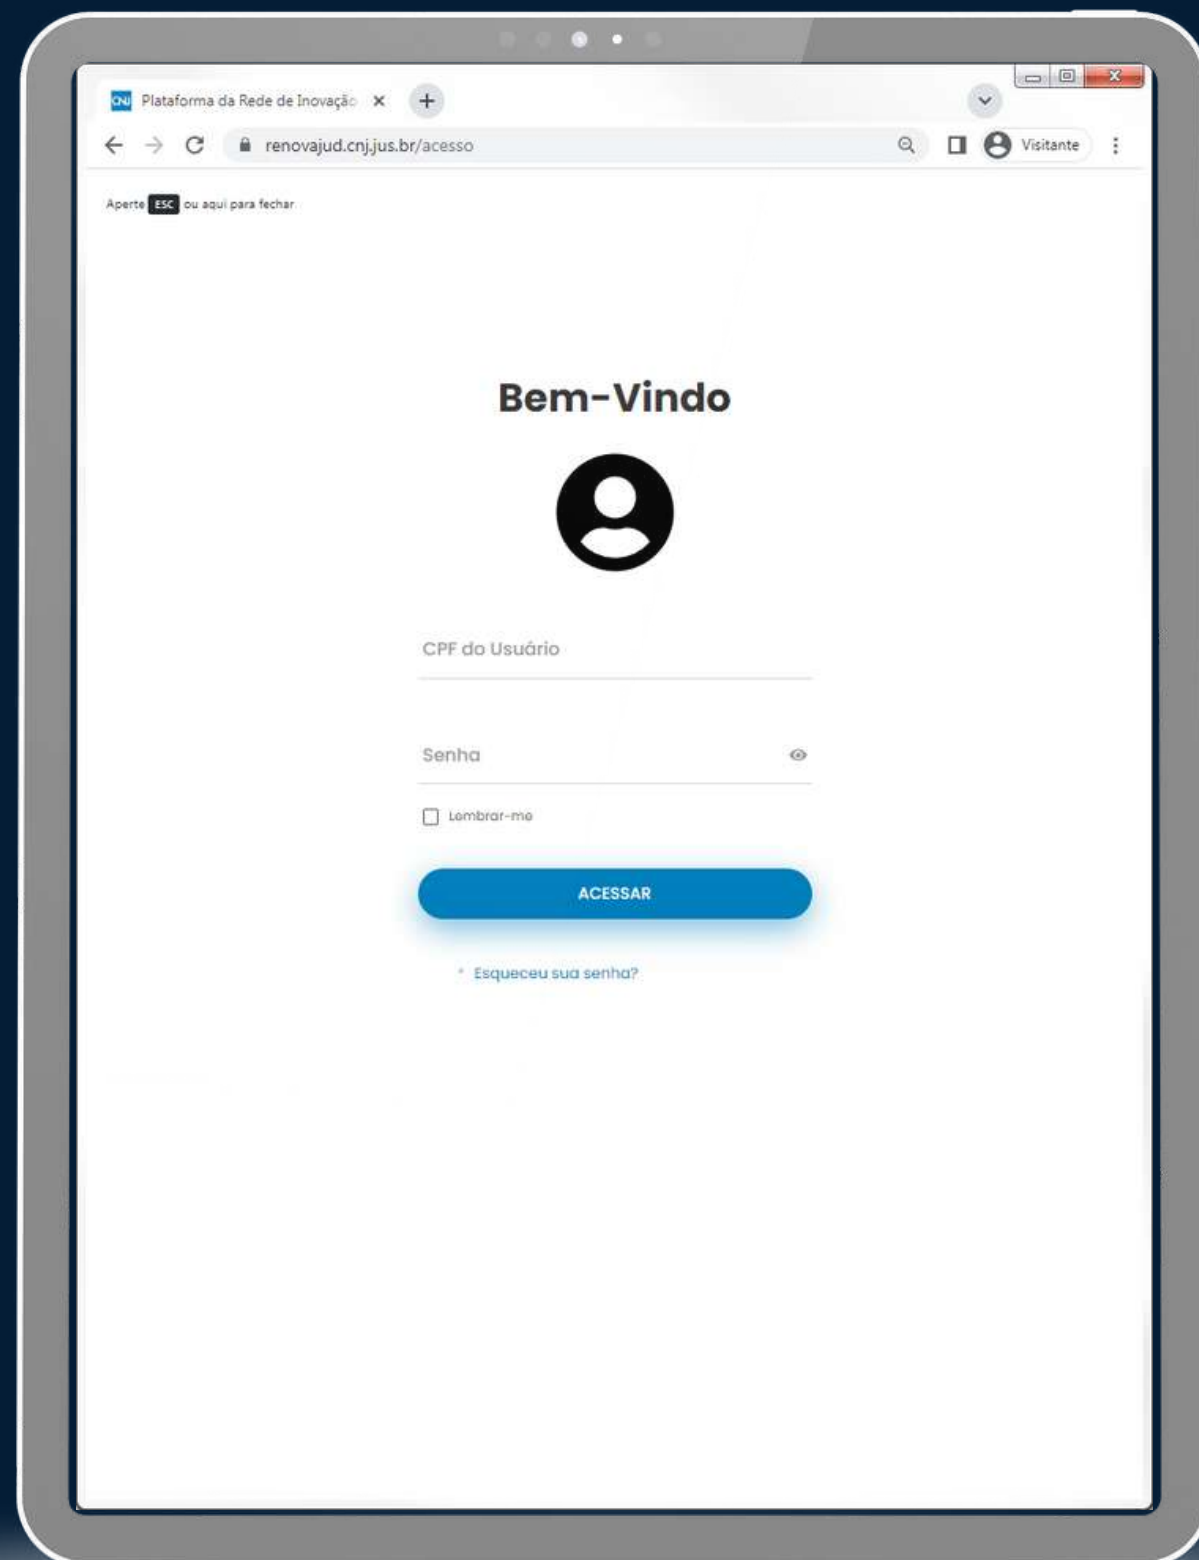 CNJ Plataforma da Rede de Inovação
renovajud.cnj.jus.br/acesso Visitante
Aperte ESC ou aqui para fechar
Bem-Vindo
CPF do Usuário
Senha
Lembrar-me
ACESSAR
* Esqueceu sua senha?